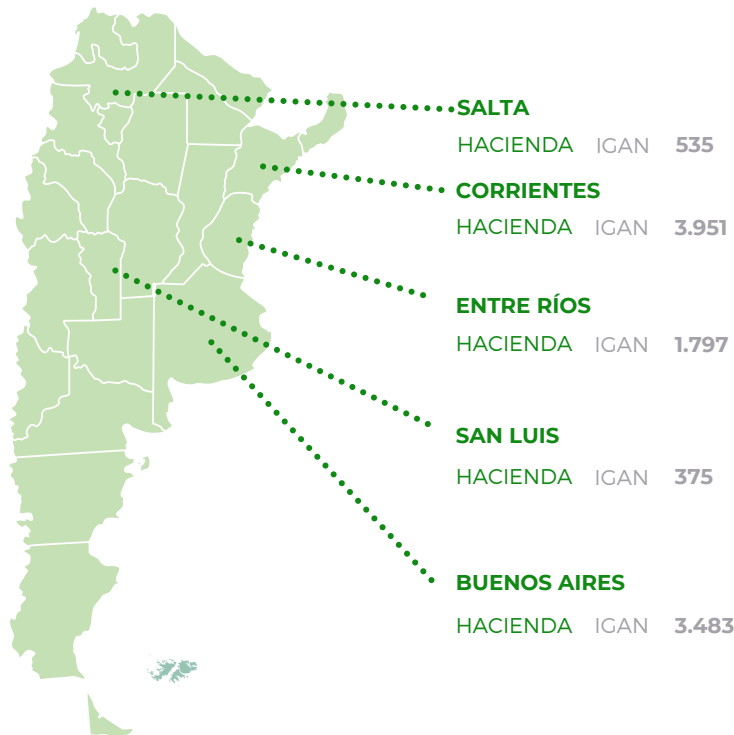 SALTA
HACIENDA IGAN 535
CORRIENTES
HACIENDA IGAN 3.951
ENTRE RÍOS
HACIENDA IGAN 1.797
SAN LUIS
HACIENDA IGAN 375
BUENOS AIRES
HACIENDA IGAN 3.483